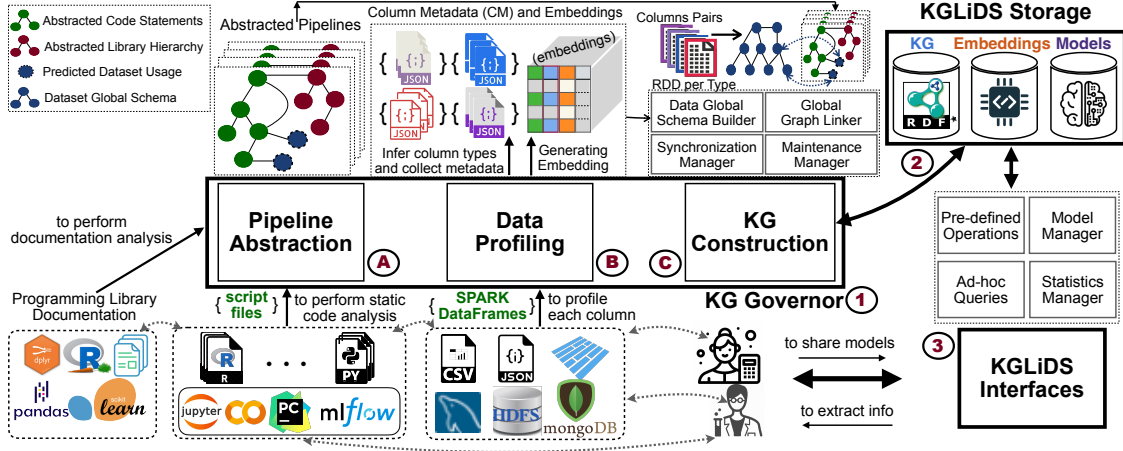 Abstracted Code Statements
Abstracted Library Hierarchy
Predicted Dataset Usage
Dataset Global Schema
Abstracted Pipelines
Column Metadata (CM) and Embeddings
{;}
JSON
{;}
JSON
{;}
JSON
{;}
JSON
(embeddings)
Infer column types
and collect metadata
Generating
Embedding
Columns Pairs
RDD per Type
Data Global
Schema Builder
Global
Graph Linker
Synchronization
Manager
Maintenance
Manager
KGLiDS Storage
KG
Embeddings
Models
RDF*
2
to perform
documentation analysis
Pipeline
Abstraction
A
Data
Profiling
B
KG
Construction
C
Pre-defined
Operations
Model
Manager
Ad-hoc
Queries
Statistics
Manager
Programming Library
Documentation
{ script
files }
to perform static
code analysis
{ SPARK
DataFrames }
to profile
each column
KG Governor
1
dplyr
R
pandas
scikit
learn
R
R
. . .
PY
jupyter
CO
PC
mlflow
CSV
{i}
JSON
HDFS
mongoDB
to share models
to extract info
3
KGLiDS
Interfaces